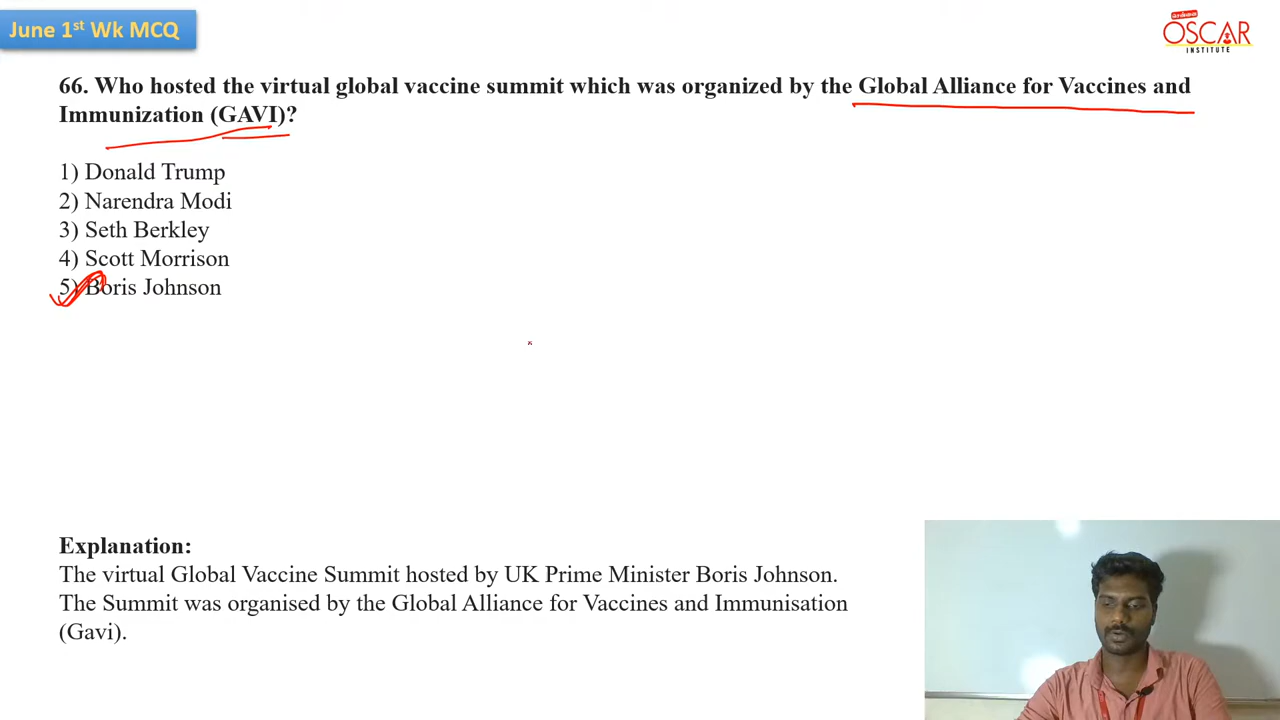 June 1st Wk MCQ
சென்னை
OSCAR
INSTITUTE
66. Who hosted the virtual global vaccine summit which was organized by the Global Alliance for Vaccines and
Immunization (GAVI)?
1) Donald Trump
2) Narendra Modi
3) Seth Berkley
4) Scott Morrison
5) Boris Johnson
Explanation:
The virtual Global Vaccine Summit hosted by UK Prime Minister Boris Johnson.
The Summit was organised by the Global Alliance for Vaccines and Immunisation
(Gavi).